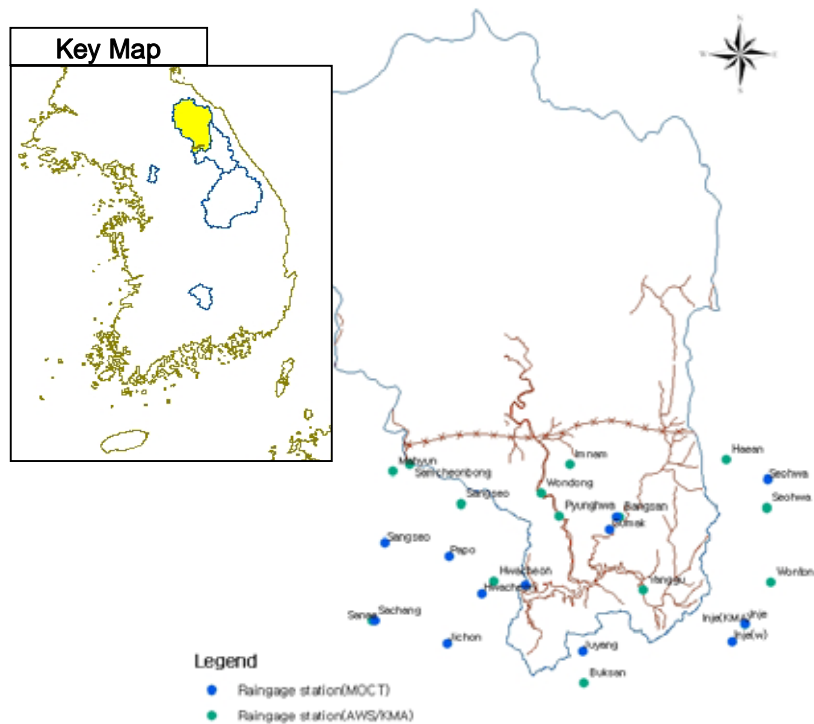 Key Map
N
W
E
S
Mahyun
Samcheonbong
Imnam
Haean
Seohwa
Sangseo
Wondong
Seohwa
Pyunghwa
Bangsan
Sangseo
Papo
Hwacheon
Hwacheon
Yanggu
Wonton
Sachang
Inje(KMA)
Inje
Jichon
Inje(w)
Juyang
Buksan
Legend
Raingage station(MOCT)
Raingage station(AWS/KMA)